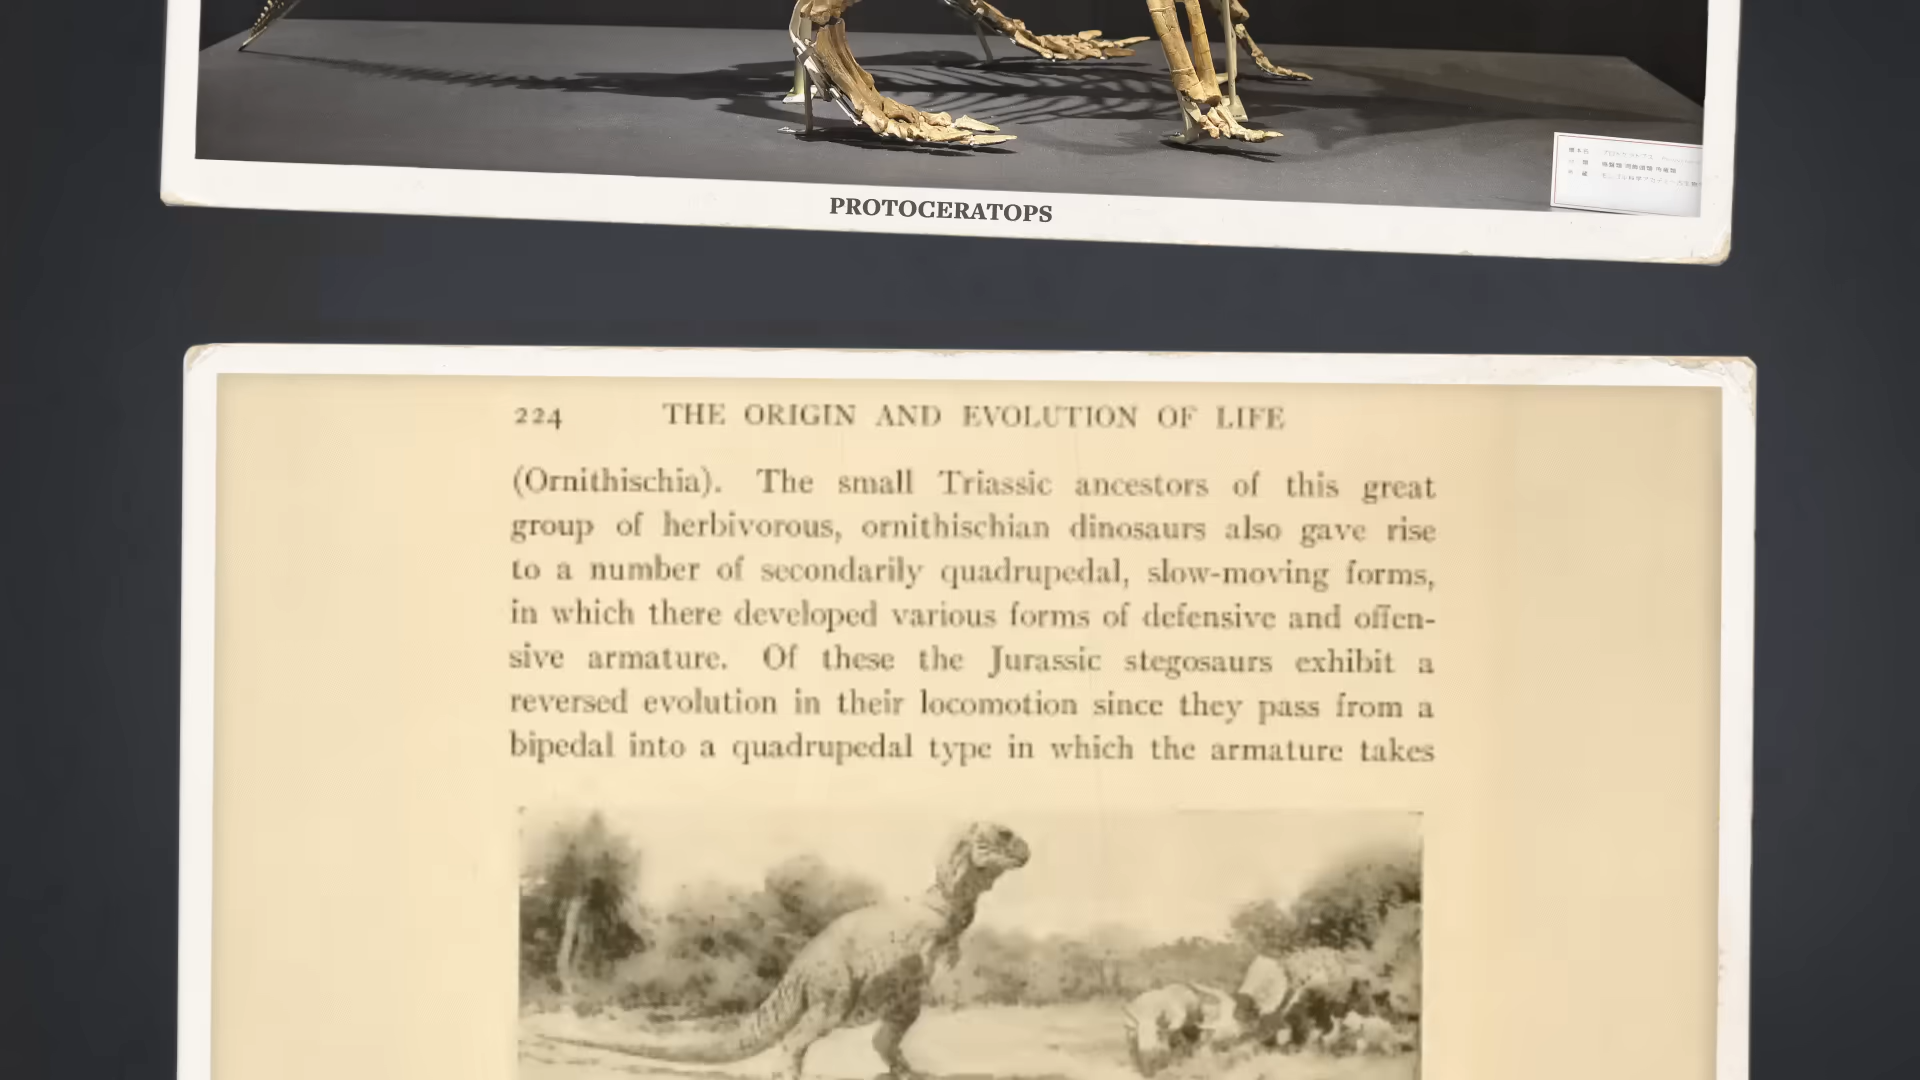 PROTOCERATOPS
224 THE ORIGIN AND EVOLUTION OF LIFE
(Ornithischia). The small Triassic ancestors of this great
group of herbivorous, ornithischian dinosaurs also gave rise
to a number of secondarily quadrupedal, slow-moving forms,
in which there developed various forms of defensive and offen-
sive armature. Of these the Jurassic stegosaurs exhibit a
reversed evolution in their locomotion since they pass from a
bipedal into a quadrupedal type in which the armature takes